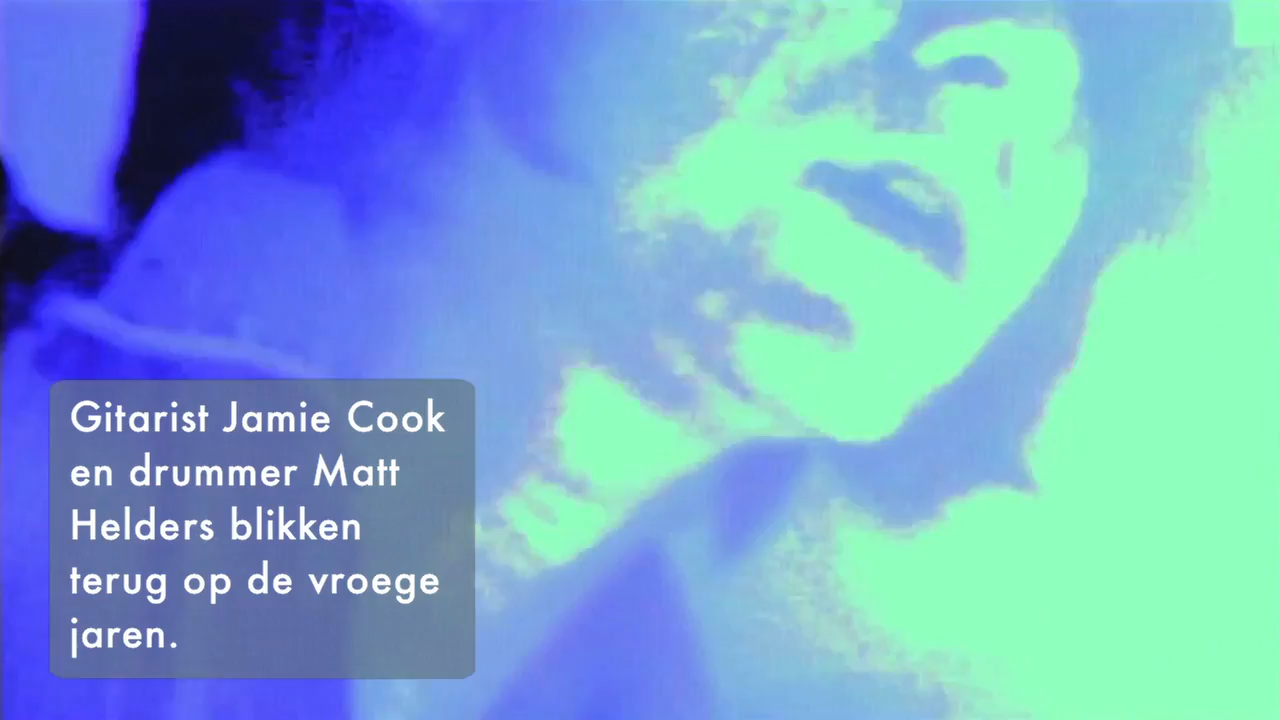 Gitarist Jamie Cook
en drummer Matt
Helders blikken
terug op de vroege
jaren.